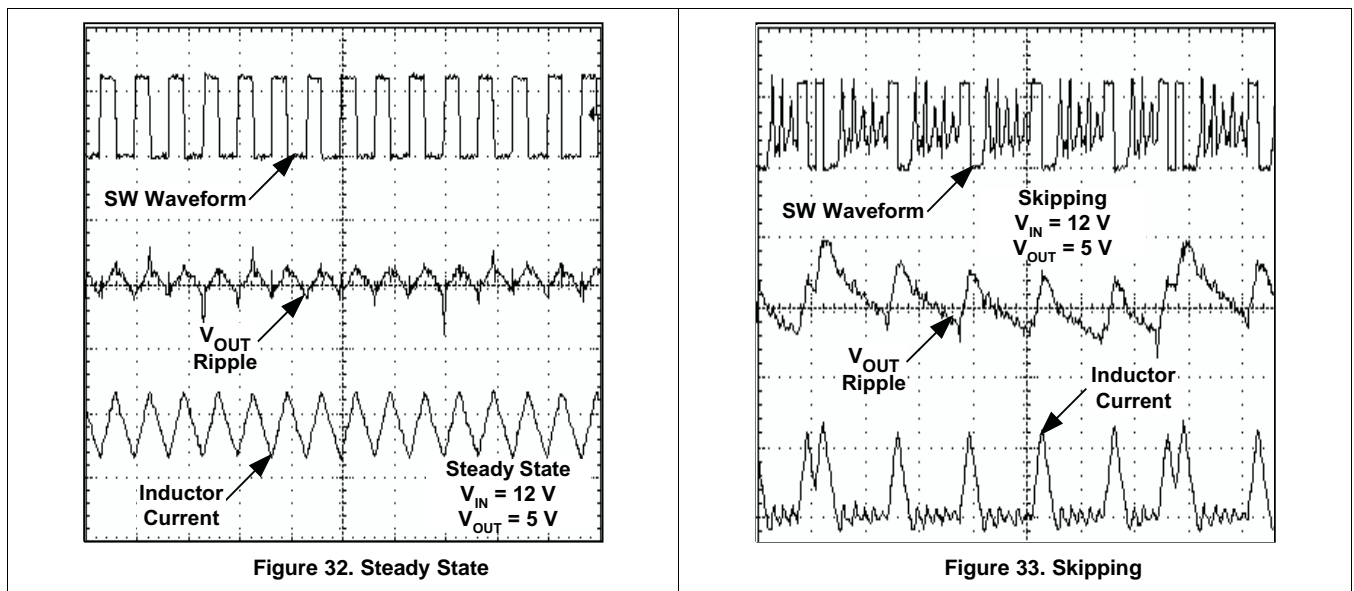 SW Waveform
V_OUT
Ripple
Inductor
Current
Steady State
V_IN = 12 V
V_OUT = 5 V
Figure 32. Steady State
SW Waveform
Skipping
V_IN = 12 V
V_OUT = 5 V
V_OUT
Ripple
Inductor
Current
Figure 33. Skipping